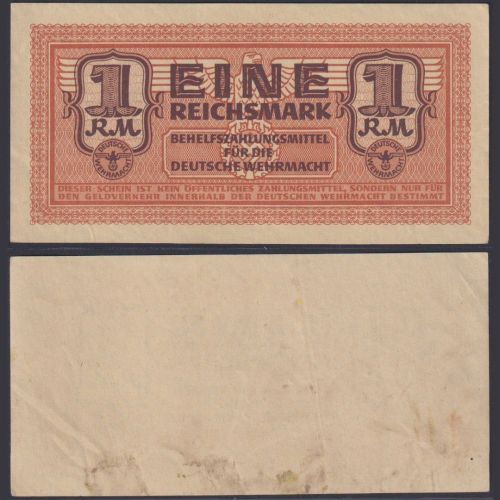 1 RM
EINE
REICHSMARK
BEHELFSZAHLUNGSMITTEL
FÜR DIE
DEUTSCHE WEHRMACHT
1 RM
DEUTSCHE WEHRMACHT
DEUTSCHE WEHRMACHT
DIESER SCHEIN IST KEIN ÖFFENTLICHES ZAHLUNGSMITTEL, SONDERN NUR FÜR
DEN GELDVERKEHR INNERHALB DER DEUTSCHEN WEHRMACHT BESTIMMT